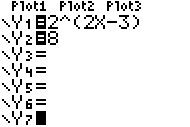 Plot1 Plot2 Plot3
\Y1=2^(2X-3)
\Y2=8
\Y3=
\Y4=
\Y5=
\Y6=
\Y7=